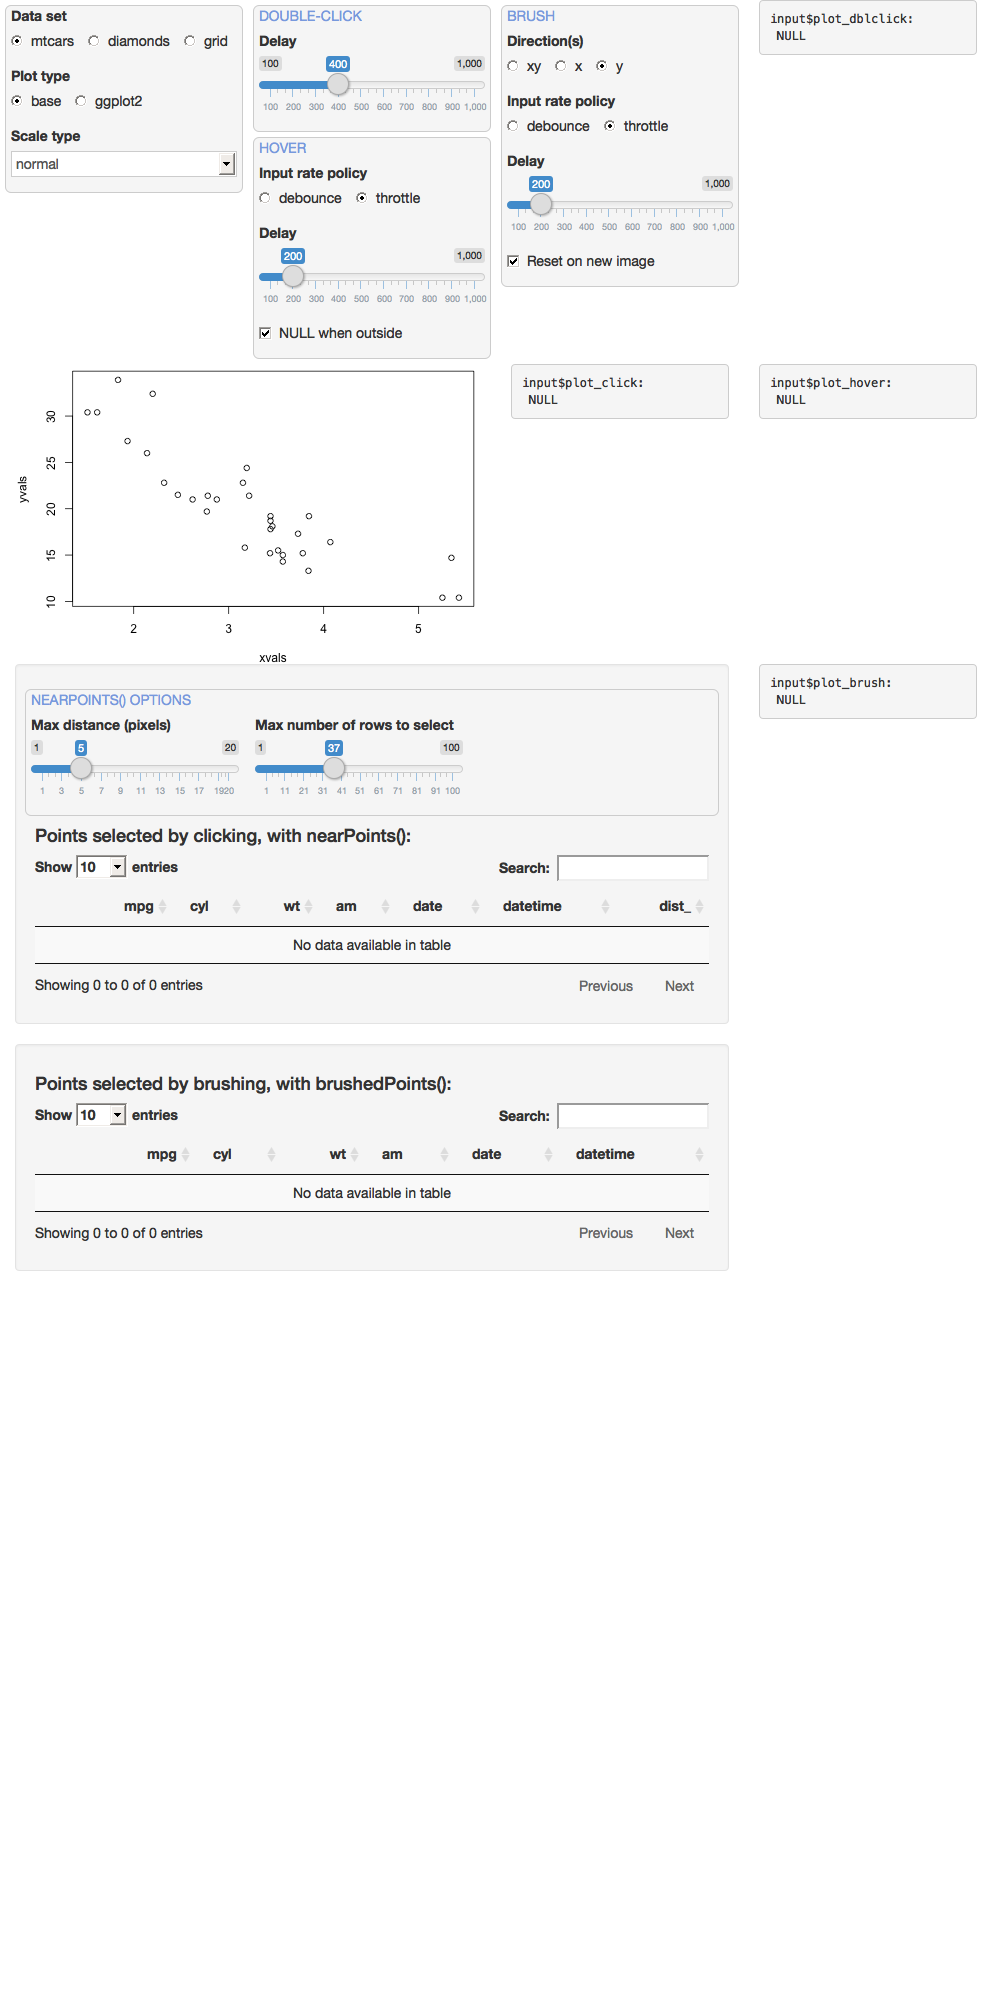 Data set
mtcars diamonds grid
Plot type
base ggplot2
Scale type
normal
DOUBLE-CLICK
Delay
100 400 1,000
100 200 300 400 500 600 700 800 900 1,000
HOVER
Input rate policy
debounce throttle
Delay
200 1,000
100 200 300 400 500 600 700 800 900 1,000
NULL when outside
BRUSH
Direction(s)
xy x y
Input rate policy
debounce throttle
Delay
200 1,000
100 200 300 400 500 600 700 800 900 1,000
Reset on new image
input$plot_dblclick:
NULL
yvals
30
25
20
15
10
2 3 4 5
xvals
input$plot_click:
NULL
input$plot_hover:
NULL
NEARPOINTS() OPTIONS
Max distance (pixels)
1 5 20
1 3 5 7 9 11 13 15 17 1920
Max number of rows to select
1 37 100
1 11 21 31 41 51 61 71 81 91 100
Points selected by clicking, with nearPoints():
Show 10 entries
Search:
mpg cyl wt am date datetime dist_
No data available in table
Showing 0 to 0 of 0 entries
Previous Next
input$plot_brush:
NULL
Points selected by brushing, with brushedPoints():
Show 10 entries
Search:
mpg cyl wt am date datetime
No data available in table
Showing 0 to 0 of 0 entries
Previous Next